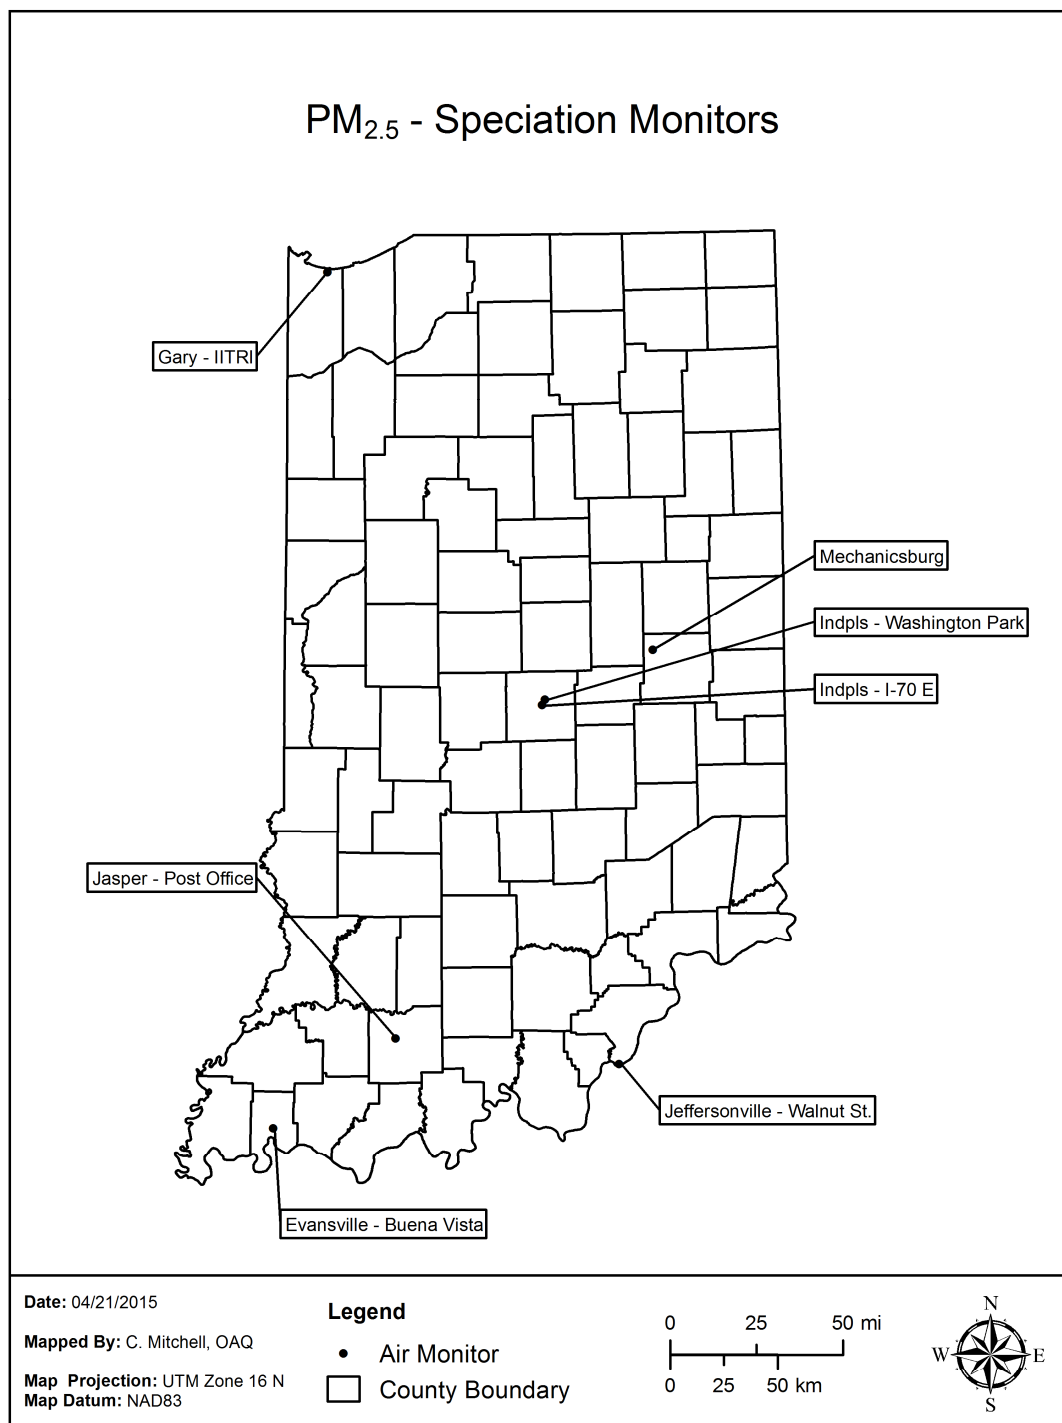 PM2.5 - Speciation Monitors
Gary - IITRI
Mechanicsburg
Indpls - Washington Park
Indpls - I-70 E
Jasper - Post Office
Jeffersonville - Walnut St.
Evansville - Buena Vista
Date: 04/21/2015
Mapped By: C. Mitchell, OAQ
Map Projection: UTM Zone 16 N
Map Datum: NAD83
Legend
Air Monitor
County Boundary
0 25 50 mi
0 25 50 km
N
W E
S